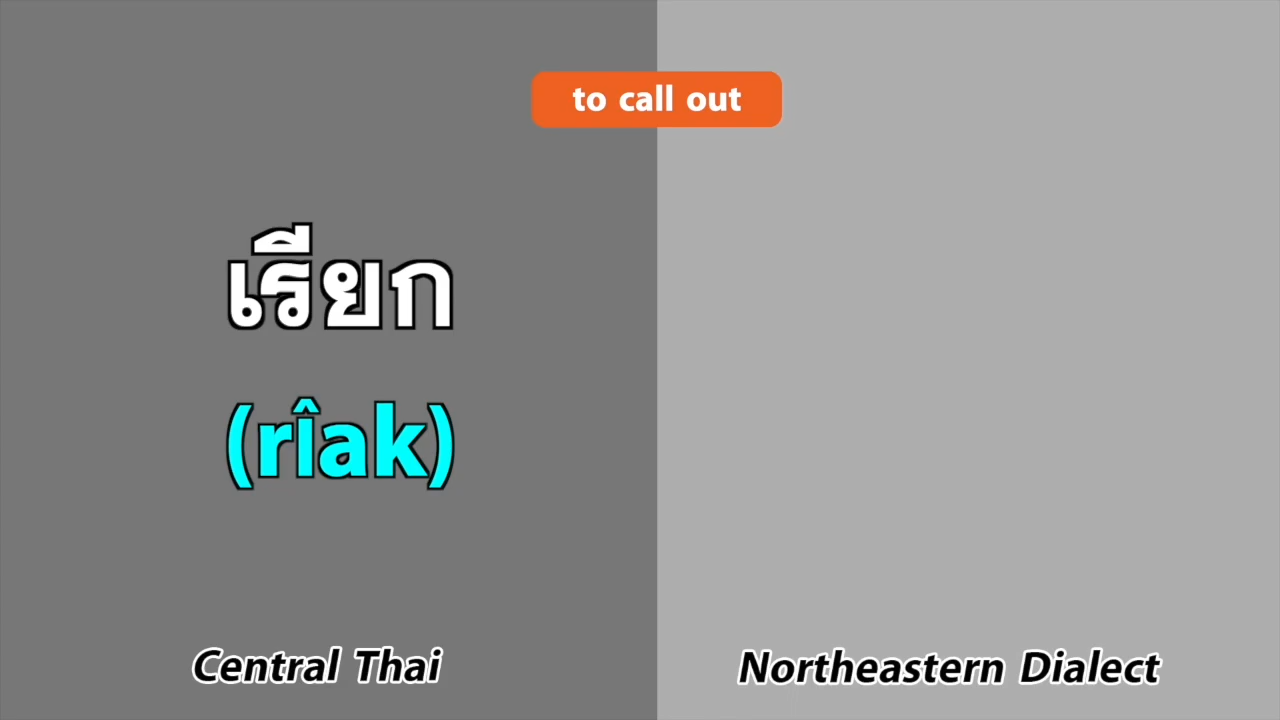 to call out
เรียก
(rîak)
Central Thai
Northeastern Dialect